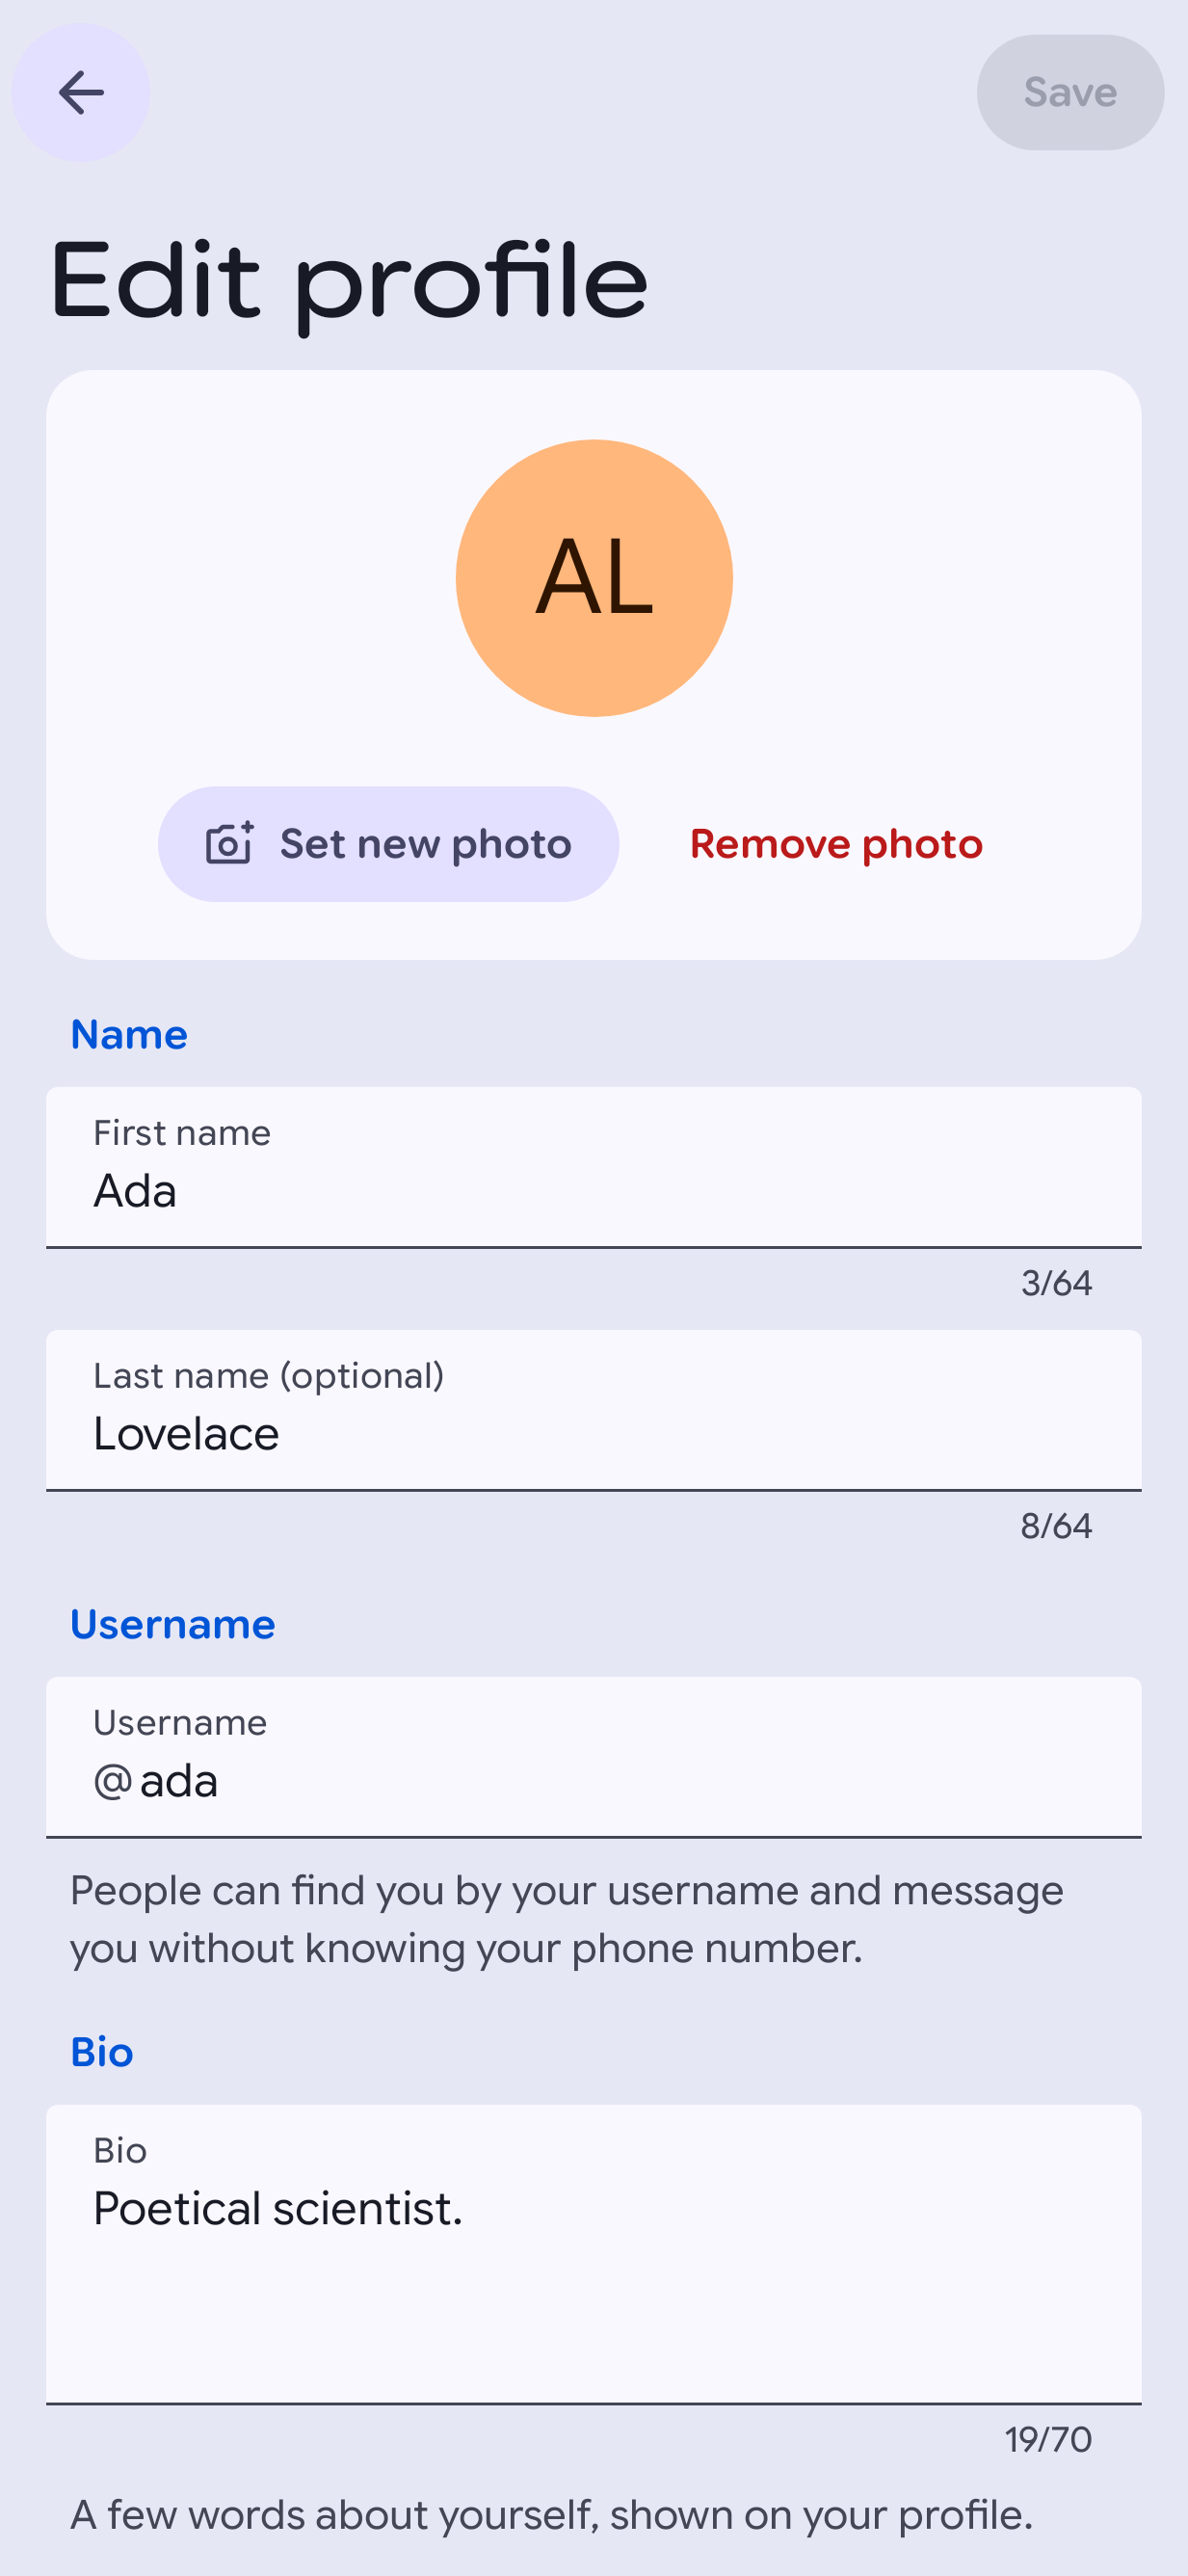 Save
Edit profile
AL
Set new photo
Remove photo
Name
First name
Ada
3/64
Last name (optional)
Lovelace
8/64
Username
Username
@ada
People can find you by your username and message
you without knowing your phone number.
Bio
Bio
Poetical scientist.
19/70
A few words about yourself, shown on your profile.